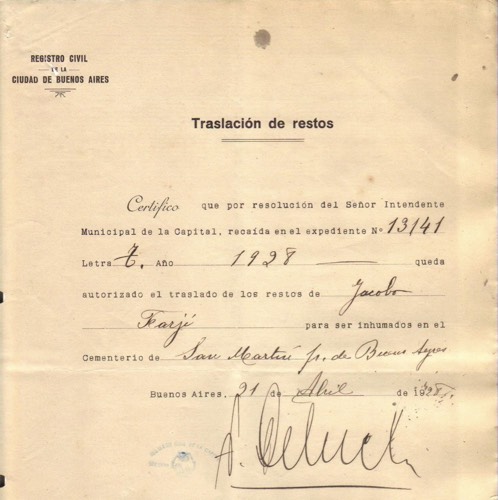 REGISTRO CIVIL
DE LA
CIUDAD DE BUENOS AIRES
Traslación de restos
Certifico que por resolución del Señor Intendente
Municipal de la Capital, recaída en el expediente Nº 13141
Letra Año 1928 queda
autorizado el traslado de los restos de Jacobo
Farji para ser inhumados en el
Cementerio de San Martín p. de Buenos Ayres
Buenos Aires, 21 de Abril de 1928